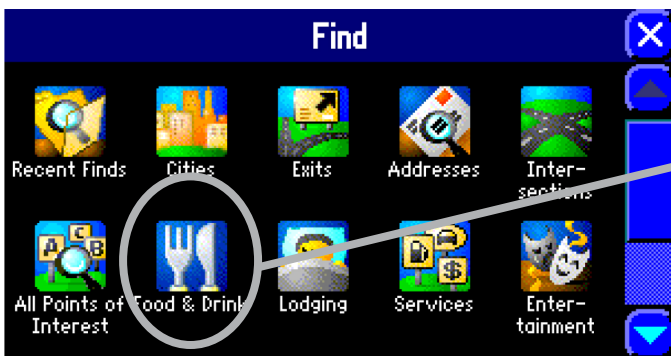 Find
Recent Finds
Cities
Exits
Addresses
Inter-
sections
A C B
All Points of
Interest
Food & Drink
Lodging
$
Services
Enter-
tainment